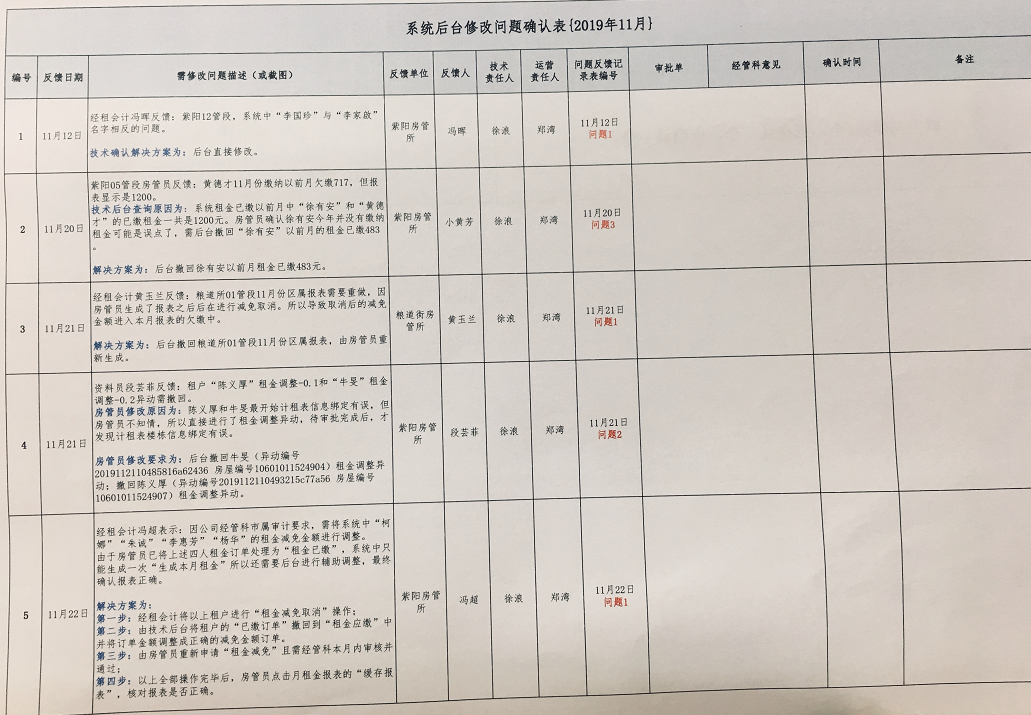 系统后台修改问题确认表{2019年11月}
编号 反馈日期 需修改问题描述（或截图） 反馈单位 反馈人 技术责任人 运营责任人 问题反馈记录表编号 审批单 经管科意见 确认时间 备注
1 11月12日
经租会计冯晖反馈：紫阳12管段，系统中“李国珍”与“李家啟”
名字相反的问题。
技术确认解决方案为：后台直接修改。
紫阳房管所 冯晖 徐浪 郑湾 11月12日
问题1
2 11月20日
紫阳05管段房管员反馈：黄德才11月份缴纳以前月欠缴717，但报
表显示是1200。
技术后台查询原因为：系统租金已缴以前月中“徐有安”和“黄德
才”的已缴租金一共是1200元。房管员确认徐有安今年并没有缴纳
租金可能是误点了，需后台撤回“徐有安”以前月的租金已缴483
。
解决方案为：后台撤回徐有安以前月租金已缴483元。
紫阳房管所 小黄芳 徐浪 郑湾 11月20日
问题3
3 11月21日
经租会计黄玉兰反馈：粮道所01管段11月份区属报表需要重做，因
房管员生成了报表之后后在进行减免取消。所以导致取消后的减免
金额进入本月报表的欠缴中。
解决方案为：后台撤回粮道所01管段11月份区属报表，由房管员重
新生成。
粮道街房管所 黄玉兰 徐浪 郑湾 11月21日
问题1
4 11月21日
资料员段芸菲反馈：租户“陈义厚”租金调整-0.1和“牛旻”租金
调整-0.2异动需撤回。
房管员修改原因为：陈义厚和牛旻最开始计租表信息绑定有误，但
房管员不知情，所以直接进行了租金调整异动，待审批完成后，才
发现计租表楼栋信息绑定有误。
房管员修改要求为：后台撤回牛旻（异动编号
2019112110485816a62436 房屋编号10601011524904）租金调整异
动；撤回陈义厚（异动编号2019112110493215c77a56 房屋编号
10601011524907）租金调整异动。
紫阳房管所 段芸菲 徐浪 郑湾 11月21日
问题2
5 11月22日
经租会计冯超表示：因公司经管科市属审计要求，需将系统中“柯
娜”“朱诚”“李惠芳”“杨华”的租金减免金额进行调整。
由于房管员已将上述四人租金订单处理为“租金已缴”，系统中只
能生成一次“生成本月租金”所以还需要后台进行辅助调整，最终
确认报表正确。
解决方案为：
第一步：经租会计将以上租户进行“租金减免取消”操作；
第二步：由技术后台将租户的“已缴订单”撤回到“租金应缴”中
并将订单金额调整成正确的减免金额订单。
第三步：由房管员重新申请“租金减免”且需经管科本月内审核并
通过；
第四步：以上全部操作完毕后，房管员点击月租金报表的“缓存报
表”，核对报表是否正确。
紫阳房管所 冯超 徐浪 郑湾 11月22日
问题1